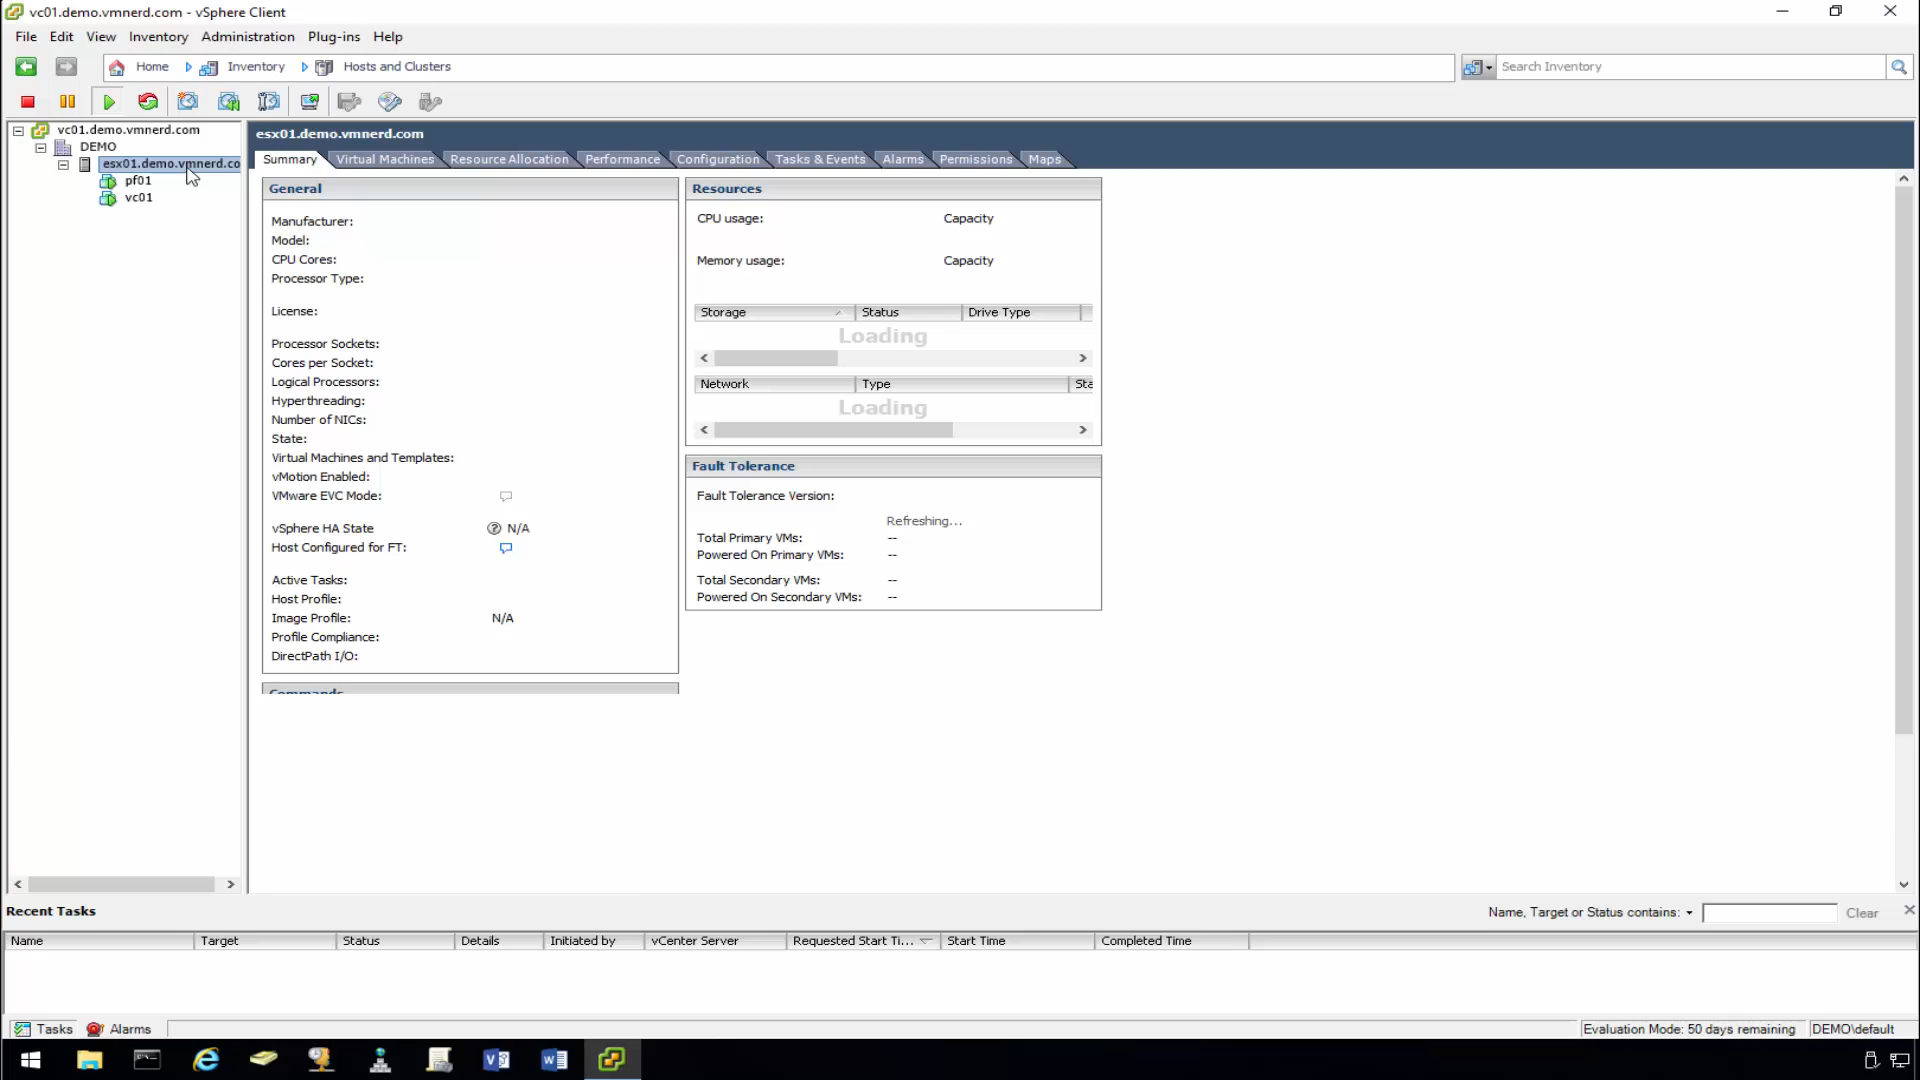 vc01.demo.vmnerd.com - vSphere Client
File Edit View Inventory Administration Plug-ins Help
Home Inventory Hosts and Clusters Search Inventory
vc01.demo.vmnerd.com
DEMO
esx01.demo.vmnerd.co
pf01
vc01
esx01.demo.vmnerd.com
Summary Virtual Machines Resource Allocation Performance Configuration Tasks & Events Alarms Permissions Maps
General
Manufacturer:
Model:
CPU Cores:
Processor Type:
License:
Processor Sockets:
Cores per Socket:
Logical Processors:
Hyperthreading:
Number of NICs:
State:
Virtual Machines and Templates:
vMotion Enabled:
VMware EVC Mode:
vSphere HA State N/A
Host Configured for FT:
Active Tasks:
Host Profile:
Image Profile: N/A
Profile Compliance:
DirectPath I/O:
Commands
Resources
CPU usage: Capacity
Memory usage: Capacity
Storage Status Drive Type
Loading
Network Type Sta
Loading
Fault Tolerance
Fault Tolerance Version:
Refreshing...
Total Primary VMs: --
Powered On Primary VMs: --
Total Secondary VMs: --
Powered On Secondary VMs: --
Recent Tasks Name, Target or Status contains: Clear
Name Target Status Details Initiated by vCenter Server Requested Start Ti... Start Time Completed Time
Tasks Alarms Evaluation Mode: 50 days remaining DEMO\default